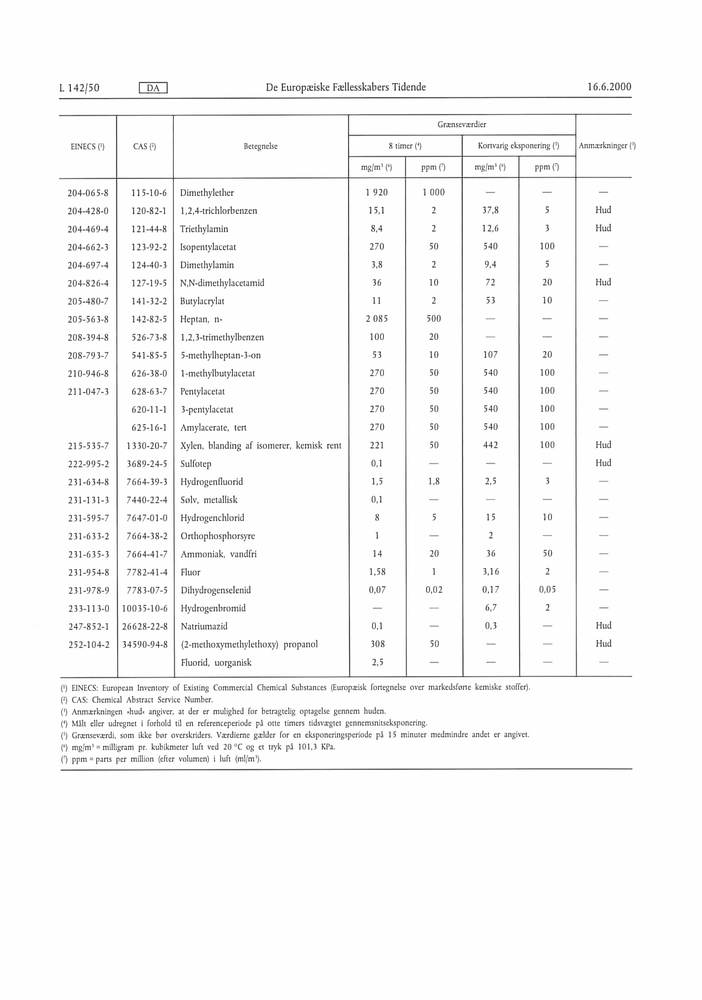 L 142/50 DA De Europæiske Fællesskabers Tidende 16.6.2000
Grænseværdier
EINECS (¹) CAS (²) Betegnelse 8 timer (⁴) Kortvarig eksponering (⁵) Anmærkninger (³)
mg/m³ (⁶) ppm (⁷) mg/m³ (⁶) ppm (⁷)
204-065-8 115-10-6 Dimethylether 1 920 1 000 — — —
204-428-0 120-82-1 1,2,4-trichlorbenzen 15,1 2 37,8 5 Hud
204-469-4 121-44-8 Triethylamin 8,4 2 12,6 3 Hud
204-662-3 123-92-2 Isopentylacetat 270 50 540 100 —
204-697-4 124-40-3 Dimethylamin 3,8 2 9,4 5 —
204-826-4 127-19-5 N,N-dimethylacetamid 36 10 72 20 Hud
205-480-7 141-32-2 Butylacrylat 11 2 53 10 —
205-563-8 142-82-5 Heptan, n- 2 085 500 — — —
208-394-8 526-73-8 1,2,3-trimethylbenzen 100 20 — — —
208-793-7 541-85-5 5-methylheptan-3-on 53 10 107 20 —
210-946-8 626-38-0 1-methylbutylacetat 270 50 540 100 —
211-047-3 628-63-7 Pentylacetat 270 50 540 100 —
620-11-1 3-pentylacetat 270 50 540 100 —
625-16-1 Amylacerate, tert 270 50 540 100 —
215-535-7 1330-20-7 Xylen, blanding af isomerer, kemisk rent 221 50 442 100 Hud
222-995-2 3689-24-5 Sulfotep 0,1 — — — Hud
231-634-8 7664-39-3 Hydrogenfluorid 1,5 1,8 2,5 3 —
231-131-3 7440-22-4 Sølv, metallisk 0,1 — — — —
231-595-7 7647-01-0 Hydrogenchlorid 8 5 15 10 —
231-633-2 7664-38-2 Orthophosphorsyre 1 — 2 — —
231-635-3 7664-41-7 Ammoniak, vandfri 14 20 36 50 —
231-954-8 7782-41-4 Fluor 1,58 1 3,16 2 —
231-978-9 7783-07-5 Dihydrogenselenid 0,07 0,02 0,17 0,05 —
233-113-0 10035-10-6 Hydrogenbromid — — 6,7 2 —
247-852-1 26628-22-8 Natriumazid 0,1 — 0,3 — Hud
252-104-2 34590-94-8 (2-methoxymethylethoxy) propanol 308 50 — — Hud
Fluorid, uorganisk 2,5 — — — —
(¹) EINECS: European Inventory of Existing Commercial Chemical Substances (Europæisk fortegnelse over markedsførte kemiske stoffer).
(²) CAS: Chemical Abstract Service Number.
(³) Anmærkningen »hud« angiver, at der er mulighed for betragtelig optagelse gennem huden.
(⁴) Målt eller udregnet i forhold til en referenceperiode på otte timers tidsvægtet gennemsnitseksponering.
(⁵) Grænseværdi, som ikke bør overskriders. Værdierne gælder for en eksponeringsperiode på 15 minuter medmindre andet er angivet.
(⁶) mg/m³ = milligram pr. kubikmeter luft ved 20 °C og et tryk på 101,3 KPa.
(⁷) ppm = parts per million (efter volumen) i luft (ml/m³).